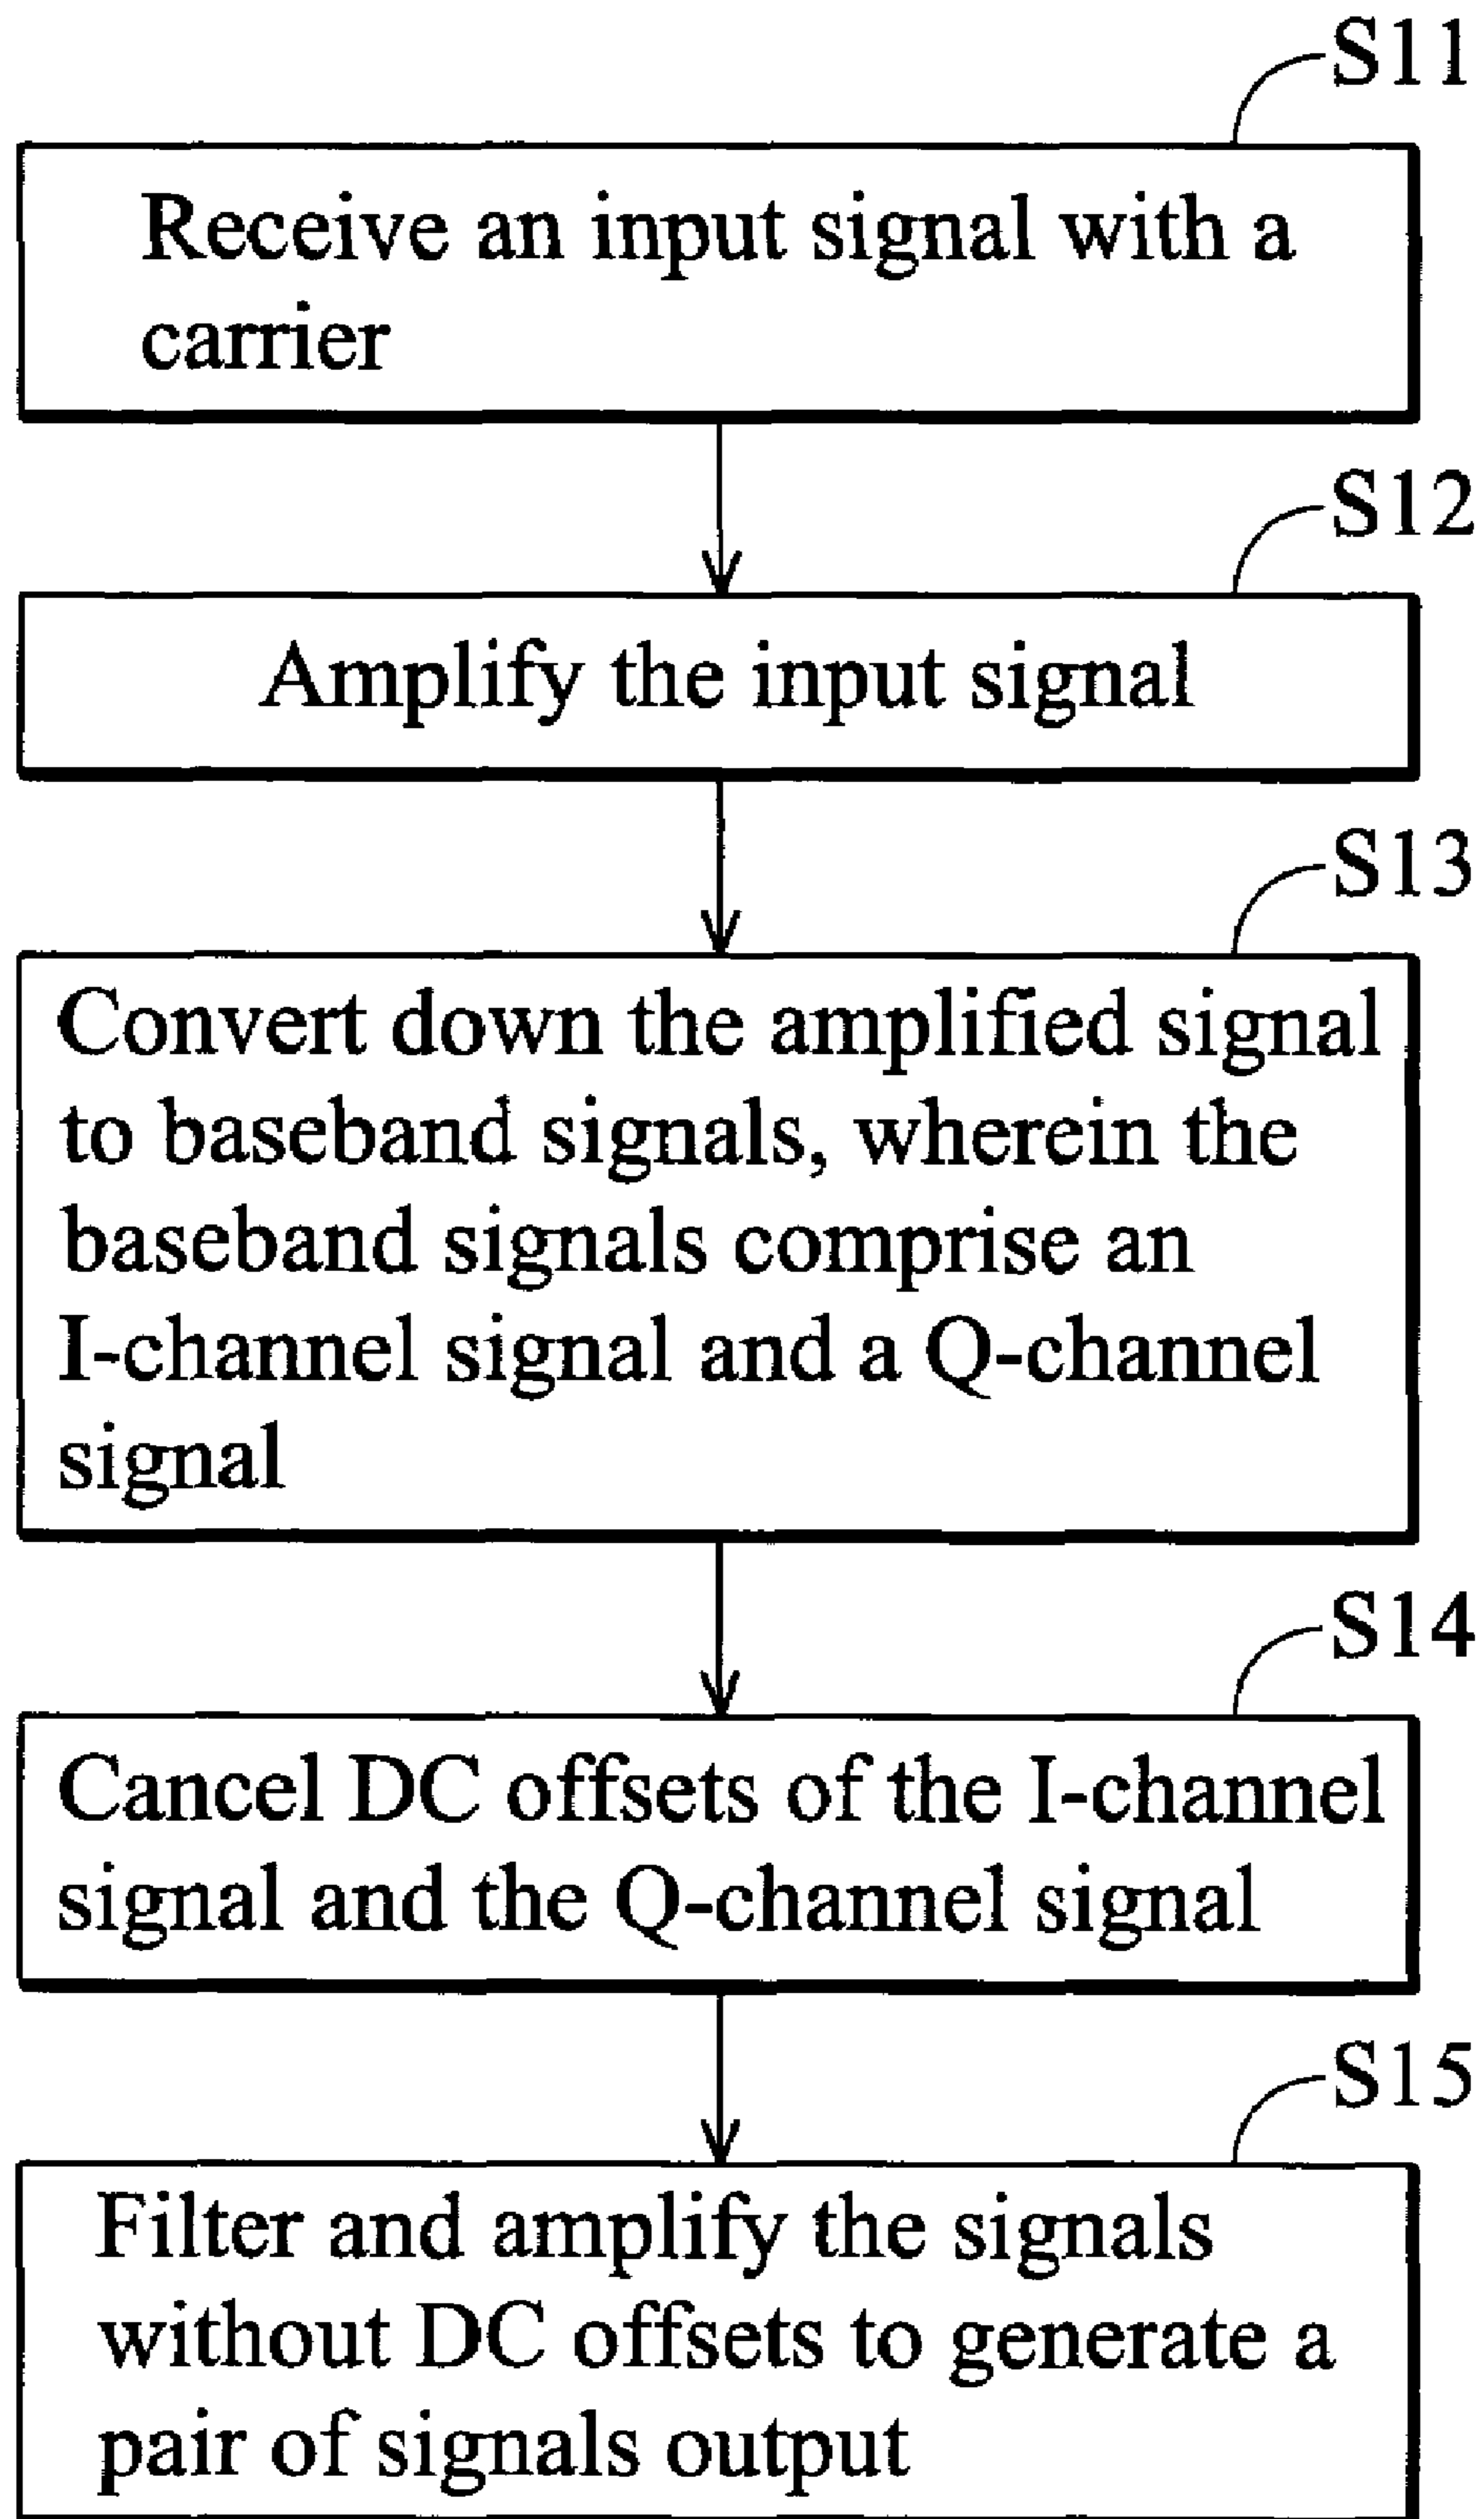 S11
Receive an input signal with a
carrier
S12
Amplify the input signal
S13
Convert down the amplified signal
to baseband signals, wherein the
baseband signals comprise an
I-channel signal and a Q-channel
signal
S14
Cancel DC offsets of the I-channel
signal and the Q-channel signal
S15
Filter and amplify the signals
without DC offsets to generate a
pair of signals output